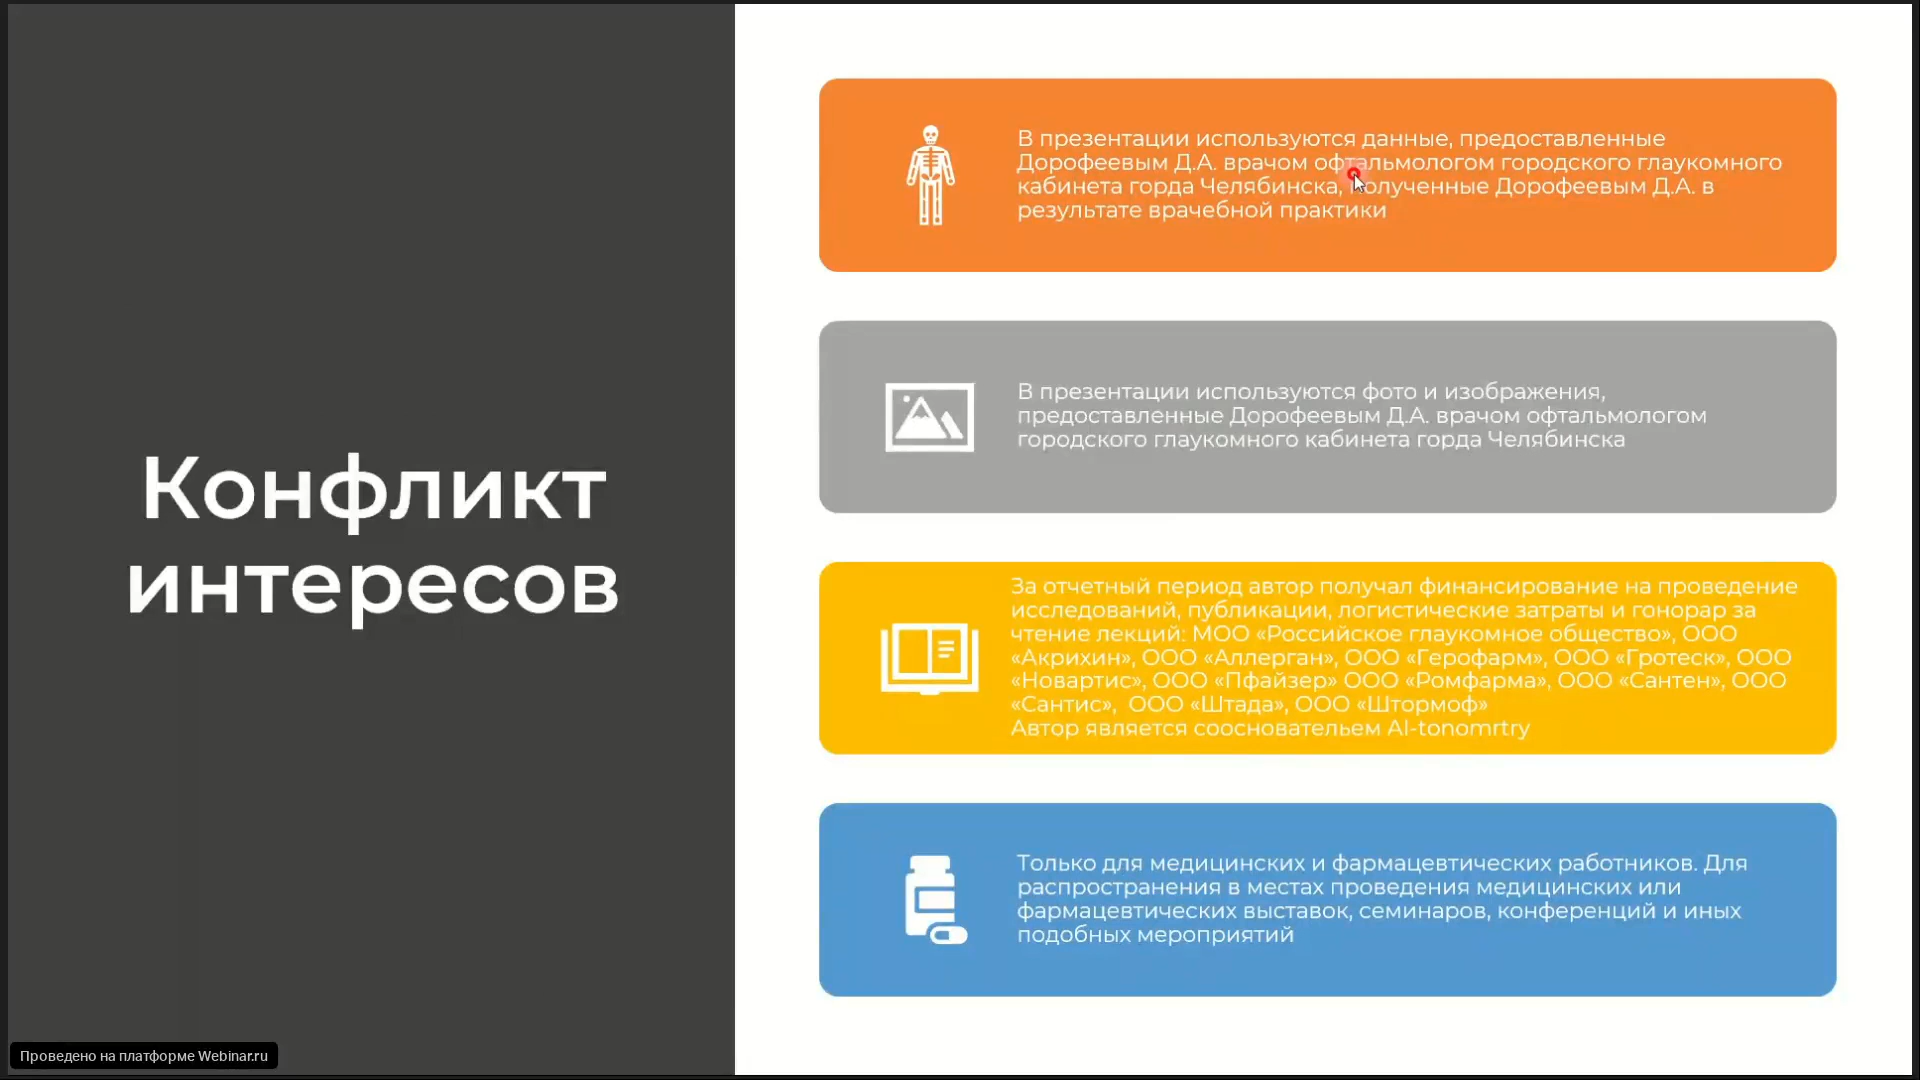 Конфликт
интересов
В презентации используются данные, предоставленные
Дорофеевым Д.А. врачом офтальмологом городского глаукомного
кабинета горда Челябинска, полученные Дорофеевым Д.А. в
результате врачебной практики
В презентации используются фото и изображения,
предоставленные Дорофеевым Д.А. врачом офтальмологом
городского глаукомного кабинета горда Челябинска
За отчетный период автор получал финансирование на проведение
исследований, публикации, логистические затраты и гонорар за
чтение лекций: МОО «Российское глаукомное общество», ООО
«Акрихин», ООО «Аллерган», ООО «Герофарм», ООО «Гротеск», ООО
«Новартис», ООО «Пфайзер» ООО «Ромфарма», ООО «Сантен», ООО
«Сантис», ООО «Штада», ООО «Штормоф»
Автор является соосновательем AI-tonomrtry
Только для медицинских и фармацевтических работников. Для
распространения в местах проведения медицинских или
фармацевтических выставок, семинаров, конференций и иных
подобных мероприятий
Проведено на платформе Webinar.ru